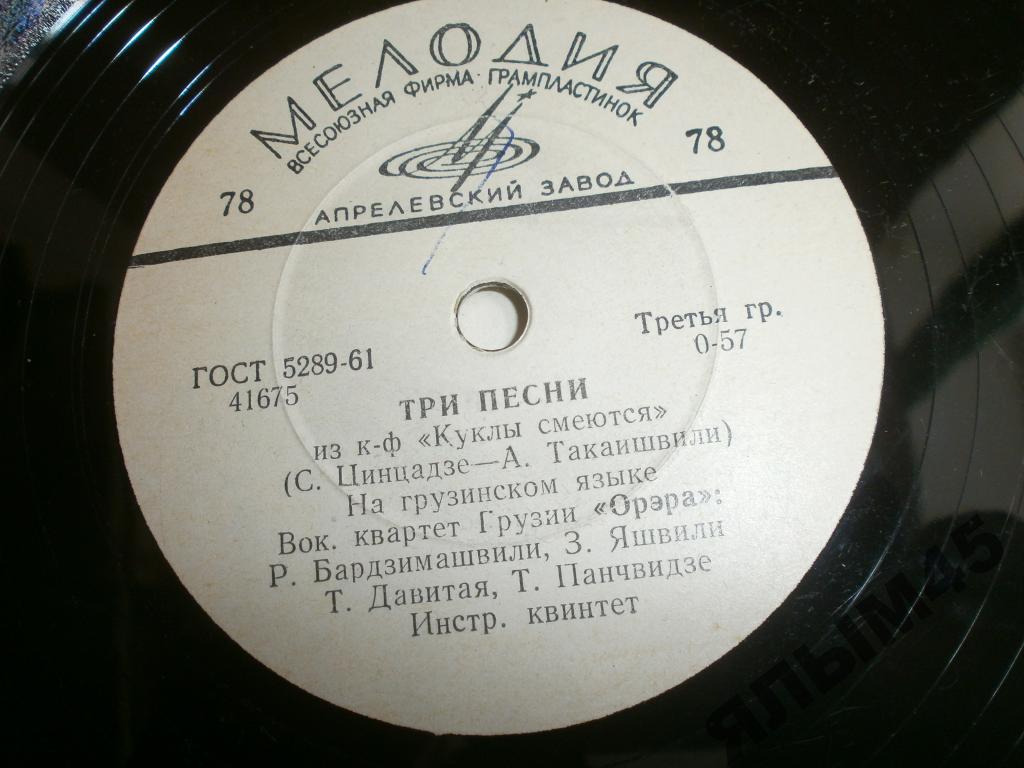 МЕЛОДИЯ
ВСЕСОЮЗНАЯ ФИРМА · ГРАМПЛАСТИНОК
78
78
АПРЕЛЕВСКИЙ ЗАВОД
ГОСТ 5289-61
41675
Третья гр.
0-57
ТРИ ПЕСНИ
из к-ф «Куклы смеются»
(С. Цинцадзе—А. Такаишвили)
На грузинском языке
Вок. квартет Грузии «Орэра»:
Р. Бардзимашвили, З. Яшвили
Т. Давитая, Т. Панчвидзе
Инстр. квинтет
ЯЛЫМ45